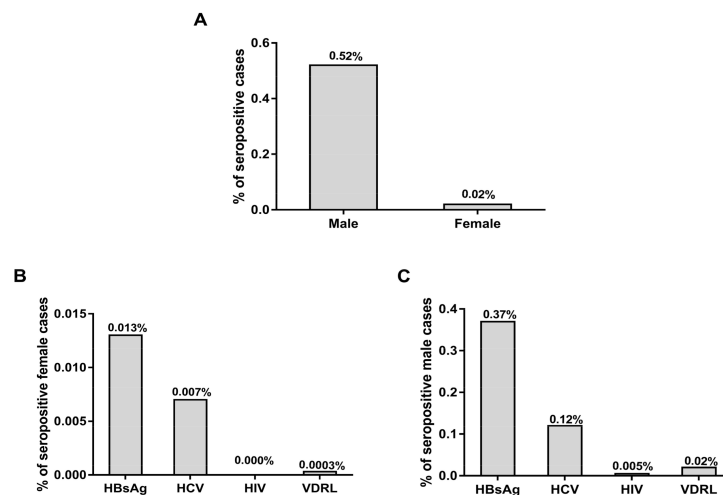 A
% of seropositive cases
0.6
0.4
0.2
0.0
0.52%
0.02%
Male Female
B
% of seropositive female cases
0.015
0.010
0.005
0.000
0.013%
0.007%
0.000%
0.0003%
HBsAg HCV HIV VDRL
C
% of seropositive male cases
0.4
0.3
0.2
0.1
0.0
0.37%
0.12%
0.005%
0.02%
HBsAg HCV HIV VDRL